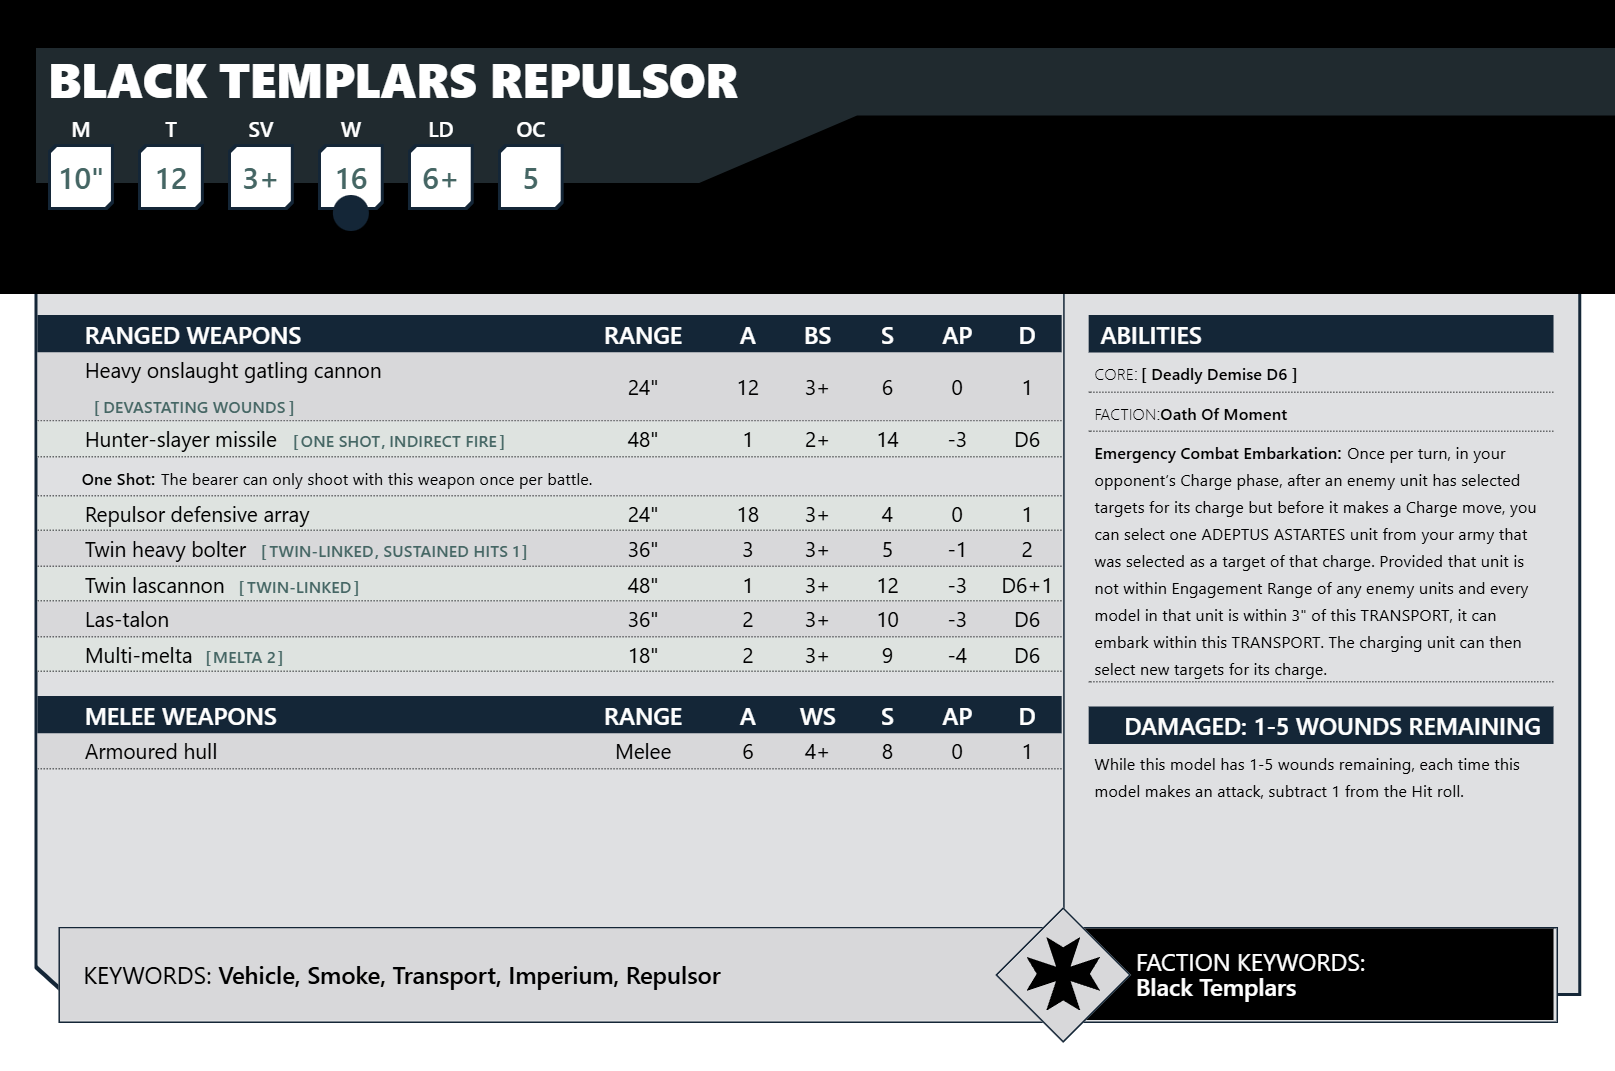 BLACK TEMPLARS REPULSOR
M T SV W LD OC
10" 12 3+ 16 6+ 5
RANGED WEAPONS RANGE A BS S AP D
Heavy onslaught gatling cannon
[ DEVASTATING WOUNDS ] 24" 12 3+ 6 0 1
Hunter-slayer missile [ ONE SHOT, INDIRECT FIRE ] 48" 1 2+ 14 -3 D6
One Shot: The bearer can only shoot with this weapon once per battle.
Repulsor defensive array 24" 18 3+ 4 0 1
Twin heavy bolter [ TWIN-LINKED, SUSTAINED HITS 1 ] 36" 3 3+ 5 -1 2
Twin lascannon [ TWIN-LINKED ] 48" 1 3+ 12 -3 D6+1
Las-talon 36" 2 3+ 10 -3 D6
Multi-melta [ MELTA 2 ] 18" 2 3+ 9 -4 D6
MELEE WEAPONS RANGE A WS S AP D
Armoured hull Melee 6 4+ 8 0 1
ABILITIES
CORE: [ Deadly Demise D6 ]
FACTION:Oath Of Moment
Emergency Combat Embarkation: Once per turn, in your
opponent's Charge phase, after an enemy unit has selected
targets for its charge but before it makes a Charge move, you
can select one ADEPTUS ASTARTES unit from your army that
was selected as a target of that charge. Provided that unit is
not within Engagement Range of any enemy units and every
model in that unit is within 3" of this TRANSPORT, it can
embark within this TRANSPORT. The charging unit can then
select new targets for its charge.
DAMAGED: 1-5 WOUNDS REMAINING
While this model has 1-5 wounds remaining, each time this
model makes an attack, subtract 1 from the Hit roll.
KEYWORDS: Vehicle, Smoke, Transport, Imperium, Repulsor
FACTION KEYWORDS:
Black Templars